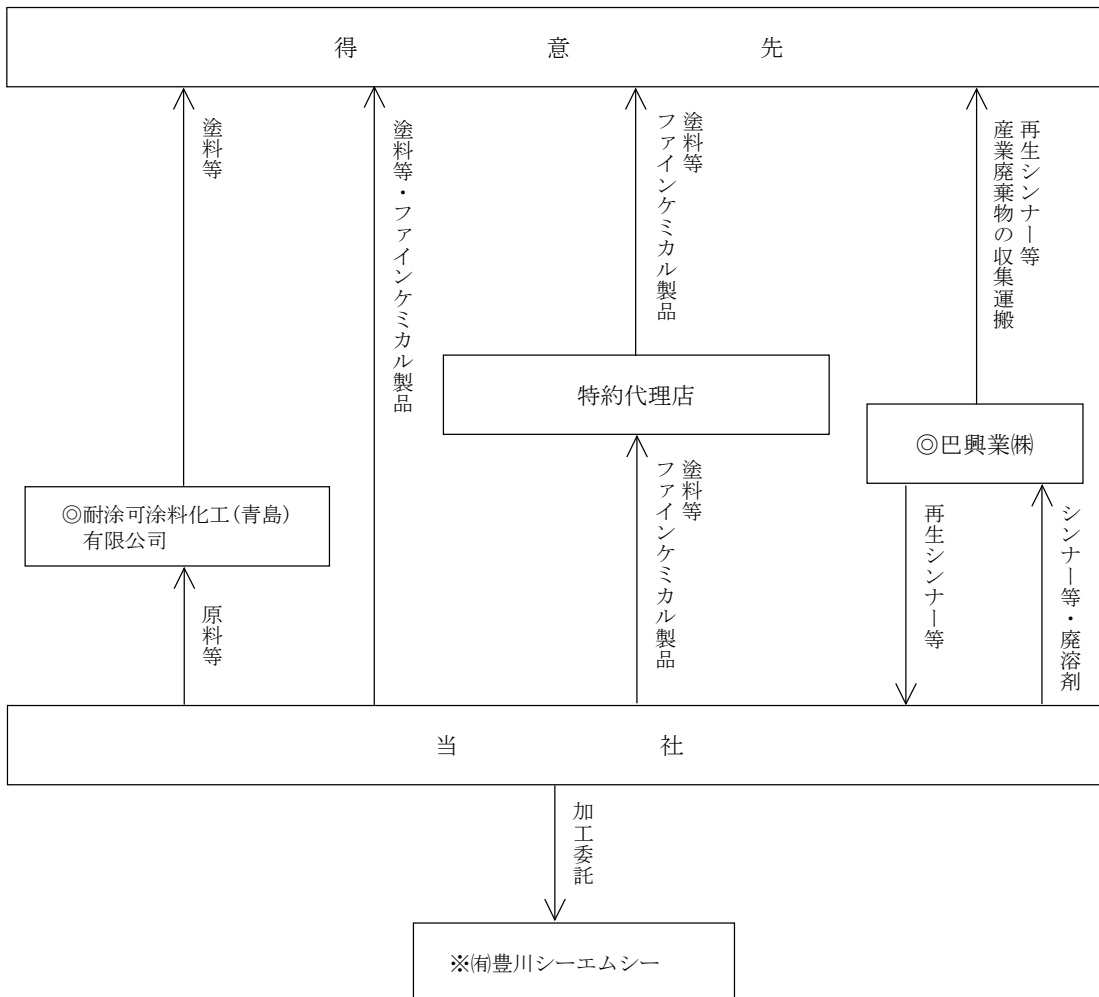 得意先
塗料等
塗料等・ファインケミカル製品
塗料等
ファインケミカル製品
再生シンナー等
産業廃棄物の収集運搬
特約代理店
◎巴興業㈱
◎耐涂可涂料化工(青島)
有限公司
原料等
塗料等
ファインケミカル製品
再生シンナー等
シンナー等・廃溶剤
当社
加工委託
※㈲豊川シーエムシー